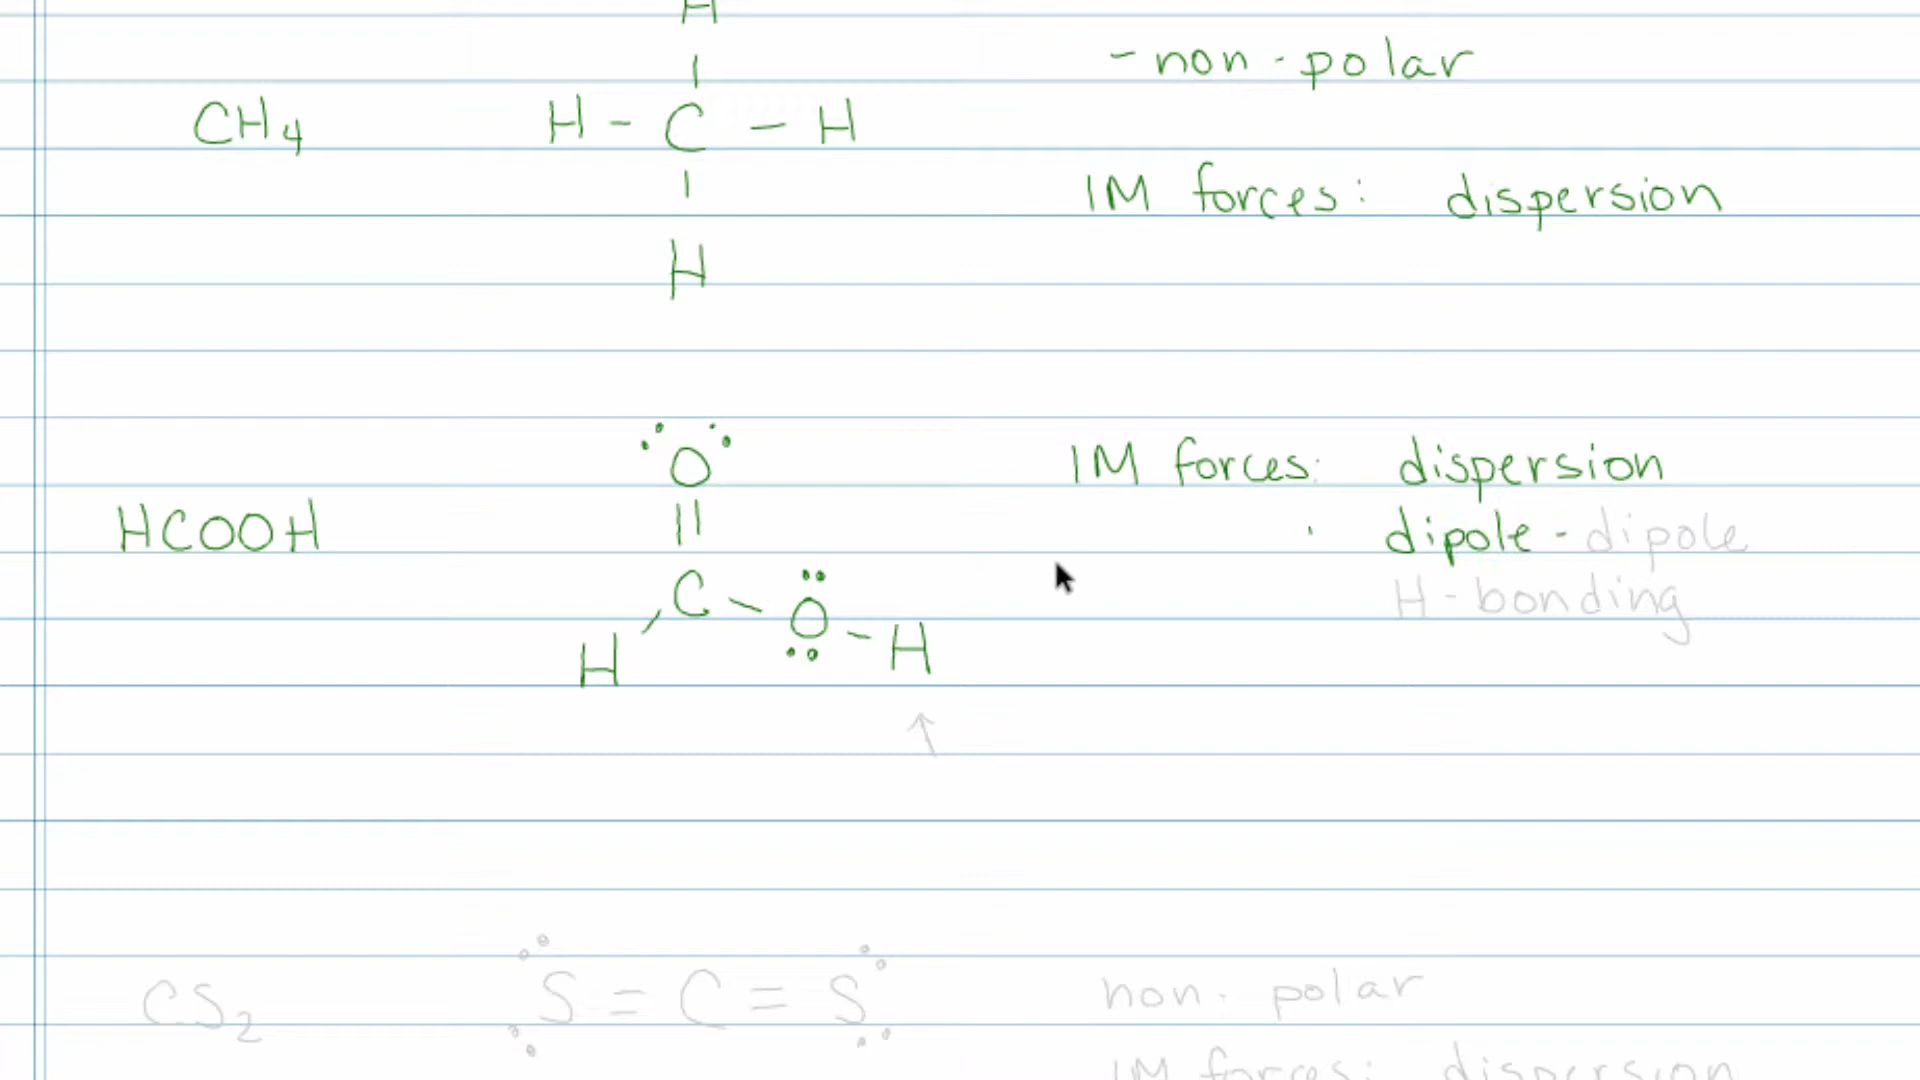 H
- non-polar
CH4
H - C - H
H
IM forces: dispersion
O
HCOOH
C - O - H
H
IM forces: dispersion
dipole - dipole
H-bonding
CS2
S = C = S
non-polar
IM forces: dispersion